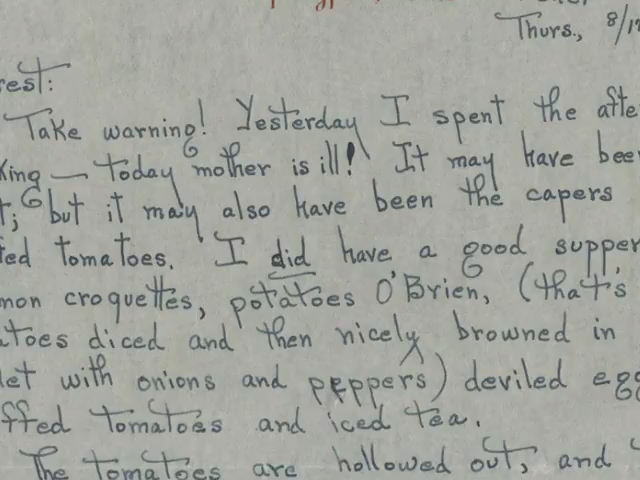 Thurs., 8/1
rest:
Take warning! Yesterday I spent the afte
king — today mother is ill! It may have bee
t; but it may also have been the capers
ed tomatoes. I did have a good supper
mon croquettes, potatoes O'Brien, (that's
atoes diced and then nicely browned in
let with onions and peppers) deviled egg
ffed tomatoes and iced tea.
The tomatoes are hollowed out, and